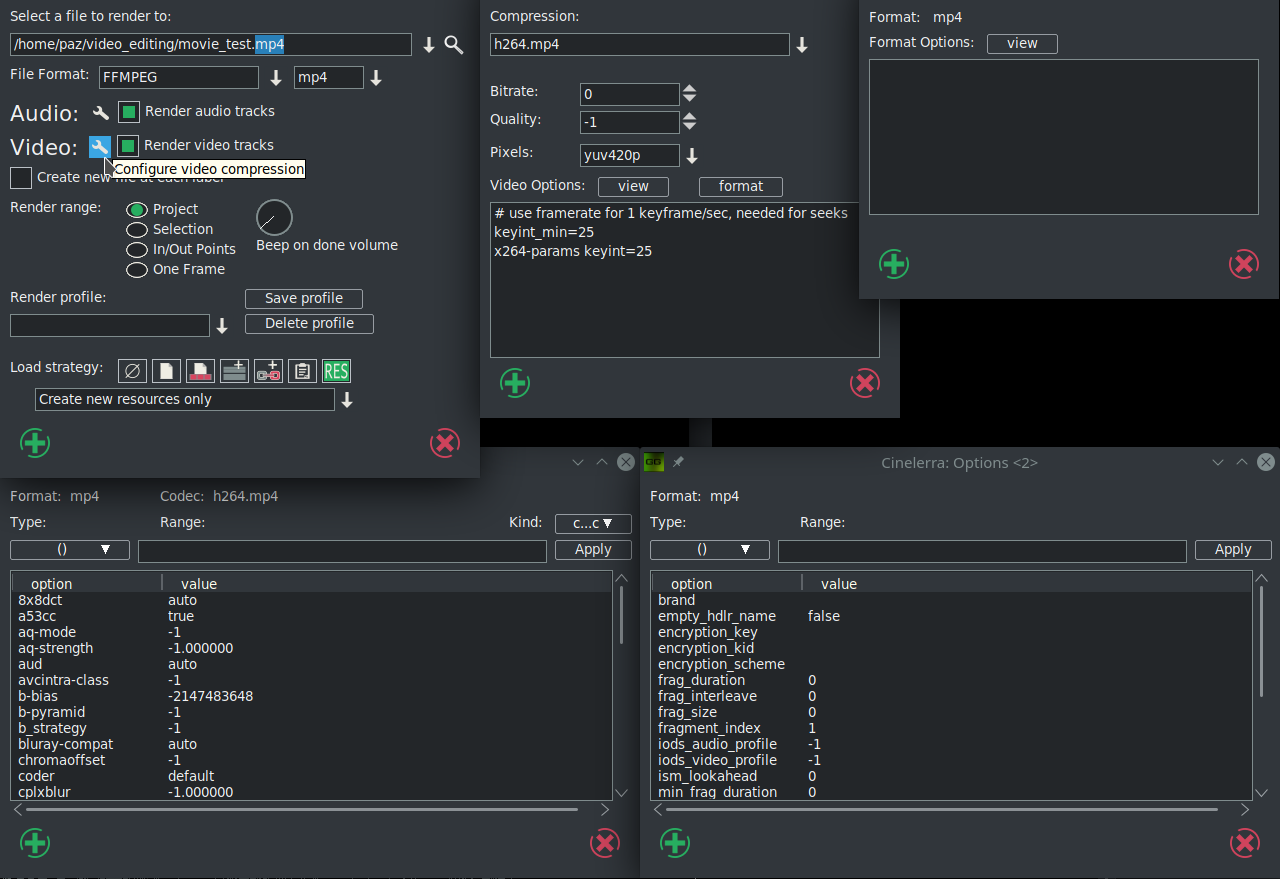 Select a file to render to:
/home/paz/video_editing/movie_test.mp4
File Format: FFMPEG mp4
Audio: Render audio tracks
Video: Render video tracks
Configure video compression
Create new file at each label
Render range: Project
Selection
In/Out Points
One Frame
Beep on done volume
Render profile: Save profile
Delete profile
Load strategy: RES
Create new resources only
Compression:
h264.mp4
Bitrate: 0
Quality: -1
Pixels: yuv420p
Video Options: view format
# use framerate for 1 keyframe/sec, needed for seeks
keyint_min=25
x264-params keyint=25
Format: mp4
Format Options: view
Format: mp4 Codec: h264.mp4
Type: Range: Kind: c...c
() Apply
option value
8x8dct auto
a53cc true
aq-mode -1
aq-strength -1.000000
aud auto
avcintra-class -1
b-bias -2147483648
b-pyramid -1
b_strategy -1
bluray-compat auto
chromaoffset -1
coder default
cplxblur -1.000000
GG Cinelerra: Options <2>
Format: mp4
Type: Range:
() Apply
option value
brand
empty_hdlr_name false
encryption_key
encryption_kid
encryption_scheme
frag_duration 0
frag_interleave 0
frag_size 0
fragment_index 1
iods_audio_profile -1
iods_video_profile -1
ism_lookahead 0
min_frag_duration 0